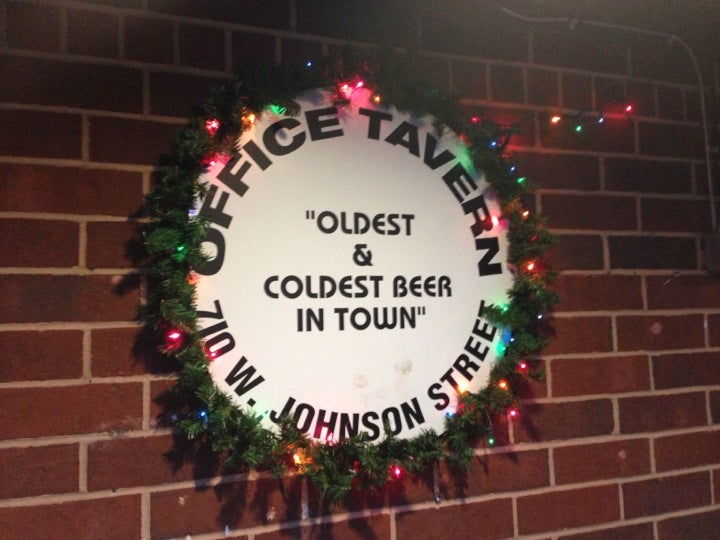 OFFICE TAVERN
"OLDEST
&
COLDEST BEER
IN TOWN"
710 W. JOHNSON STREET